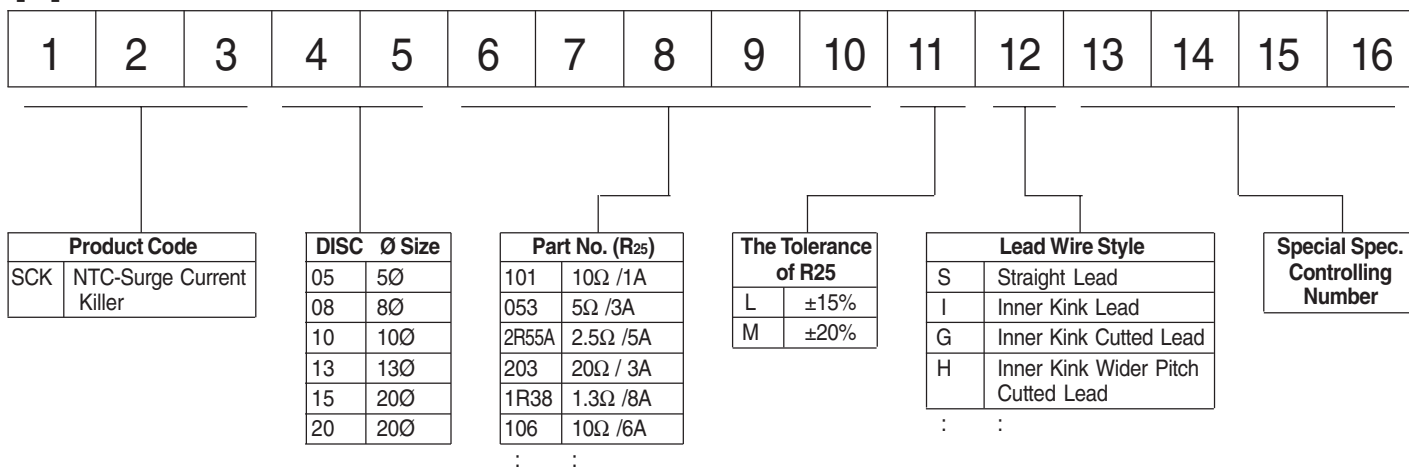 1 2 3 4 5 6 7 8 9 10 11 12 13 14 15 16
Product Code
SCK NTC-Surge Current
Killer
DISC Ø Size
05 5Ø
08 8Ø
10 10Ø
13 13Ø
15 20Ø
20 20Ø
Part No. (R25)
101 10Ω /1A
053 5Ω /3A
2R55A 2.5Ω /5A
203 20Ω / 3A
1R38 1.3Ω /8A
106 10Ω /6A
: :
The Tolerance
of R25
L ±15%
M ±20%
Lead Wire Style
S Straight Lead
I Inner Kink Lead
G Inner Kink Cutted Lead
H Inner Kink Wider Pitch
Cutted Lead
: :
Special Spec.
Controlling
Number